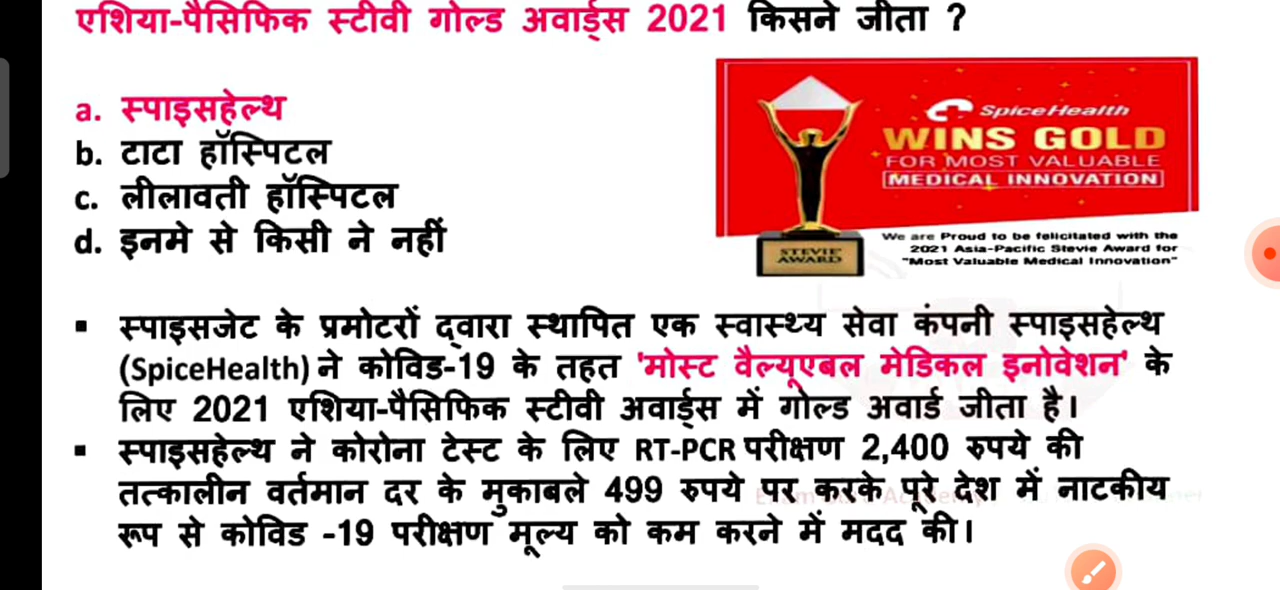 एशिया-पैसिफिक स्टीवी गोल्ड अवार्ड्स 2021 किसने जीता ?
a. स्पाइसहेल्थ
b. टाटा हॉस्पिटल
c. लीलावती हॉस्पिटल
d. इनमे से किसी ने नहीं
SpiceHealth
WINS GOLD
FOR MOST VALUABLE
MEDICAL INNOVATION
STEVIE
AWARD
We are Proud to be felicitated with the
2021 Asia-Pacific Stevie Award for
"Most Valuable Medical Innovation"
▪ स्पाइसजेट के प्रमोटरों द्वारा स्थापित एक स्वास्थ्य सेवा कंपनी स्पाइसहेल्थ
(SpiceHealth) ने कोविड-19 के तहत 'मोस्ट वैल्यूएबल मेडिकल इनोवेशन' के
लिए 2021 एशिया-पैसिफिक स्टीवी अवार्ड्स में गोल्ड अवार्ड जीता है।
▪ स्पाइसहेल्थ ने कोरोना टेस्ट के लिए RT-PCR परीक्षण 2,400 रुपये की
तत्कालीन वर्तमान दर के मुकाबले 499 रुपये पर करके पूरे देश में नाटकीय
रूप से कोविड -19 परीक्षण मूल्य को कम करने में मदद की।